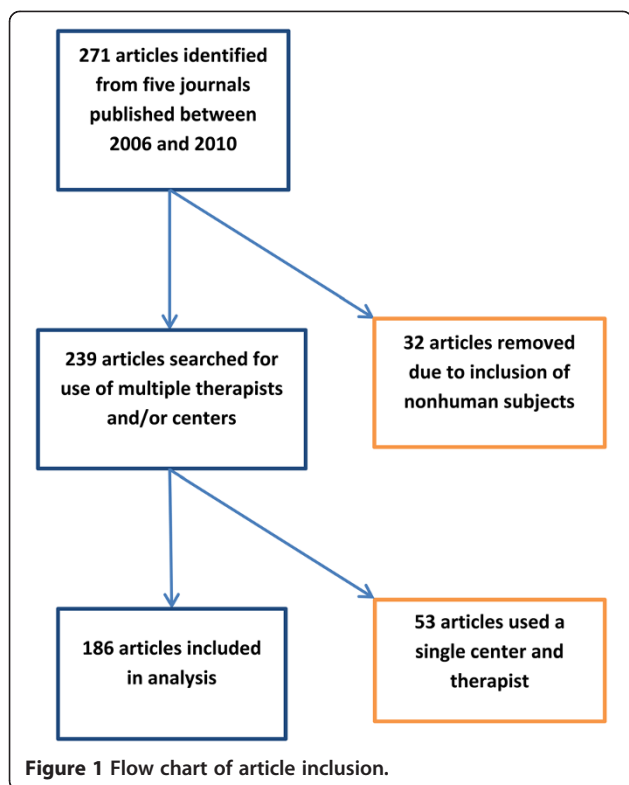 271 articles identified
from five journals
published between
2006 and 2010
239 articles searched for
use of multiple therapists
and/or centers
32 articles removed
due to inclusion of
nonhuman subjects
186 articles included
in analysis
53 articles used a
single center and
therapist
Figure 1 Flow chart of article inclusion.